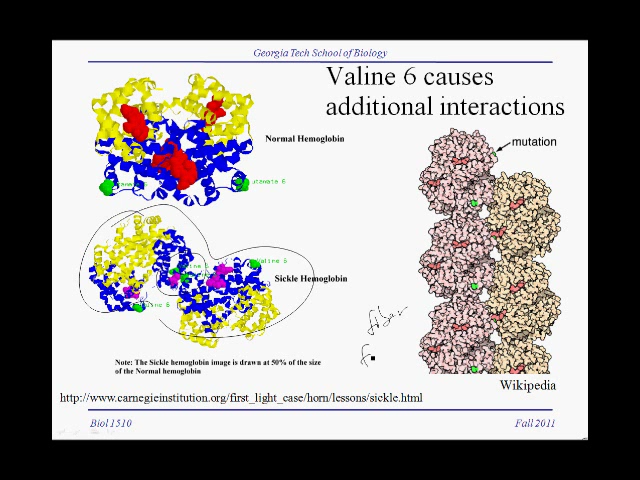 Georgia Tech School of Biology
Valine 6 causes
additional interactions
Normal Hemoglobin
mutation
utamate 6
Valine 6
Sickle Hemoglobin
Note: The Sickle hemoglobin image is drawn at 50% of the size
of the Normal hemoglobin
Wikipedia
http://www.carnegieinstitution.org/first_light_case/horn/lessons/sickle.html
Biol 1510
Fall 2011